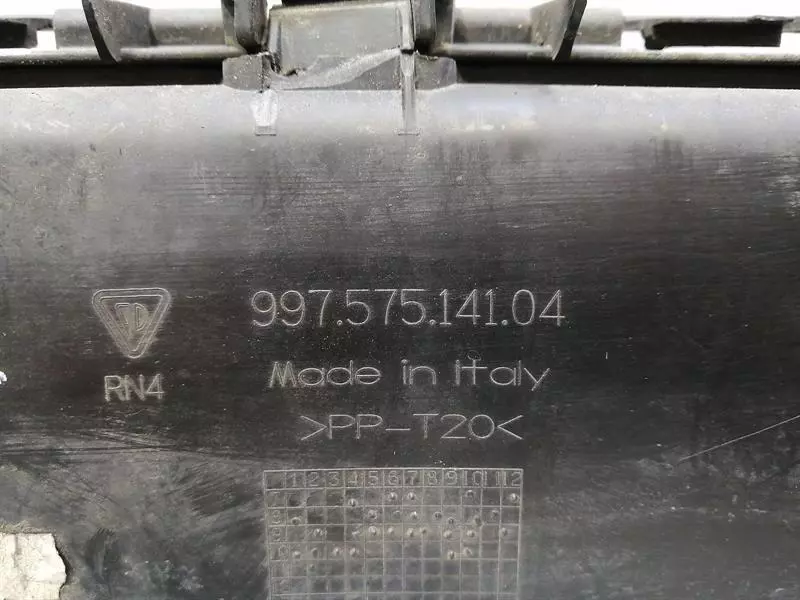 997.575.141.04
RN4
Made in Italy
>PP-T20<
1 2 3 4 5 6 7 8 9 10 11 12